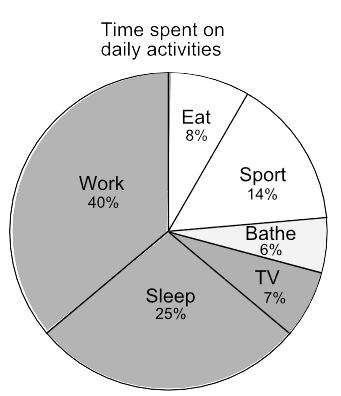 Time spent on
daily activities
Eat
8%
Sport
14%
Work
40%
Bathe
6%
TV
7%
Sleep
25%